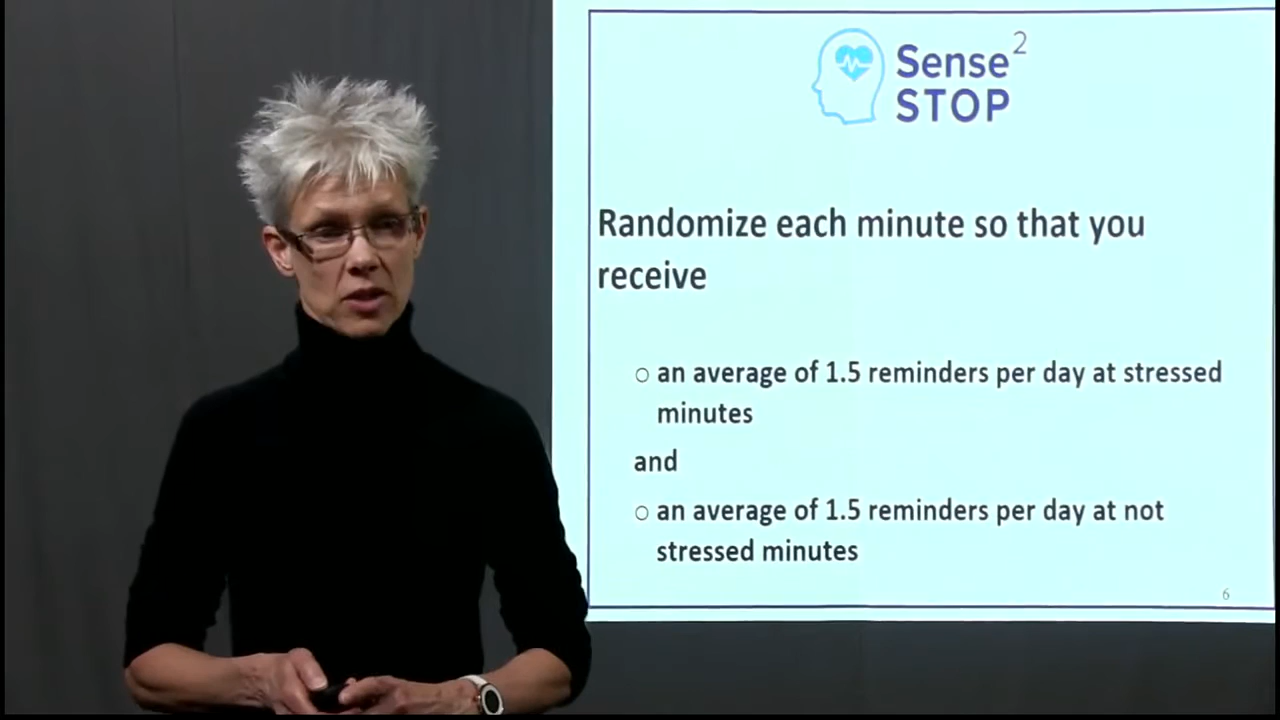 Sense²
STOP
Randomize each minute so that you
receive
○ an average of 1.5 reminders per day at stressed
minutes
and
○ an average of 1.5 reminders per day at not
stressed minutes
6